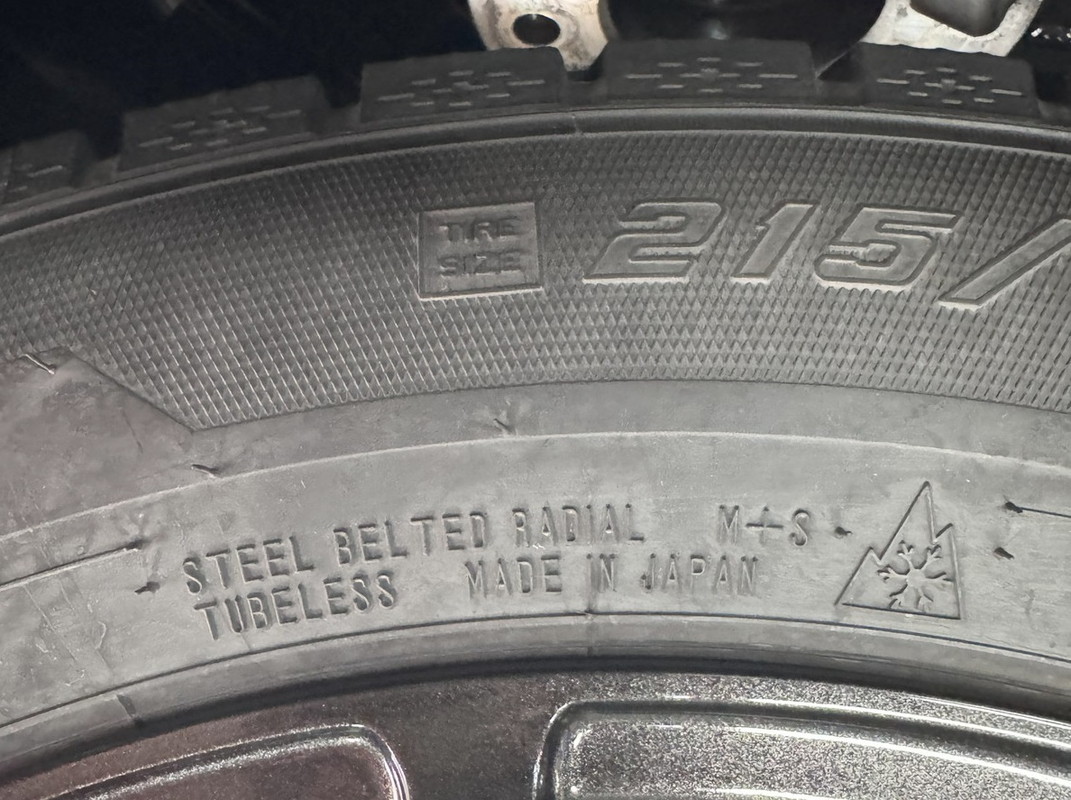 TIRE
SIZE
215/
STEEL BELTED RADIAL M+S
TUBELESS MADE IN JAPAN